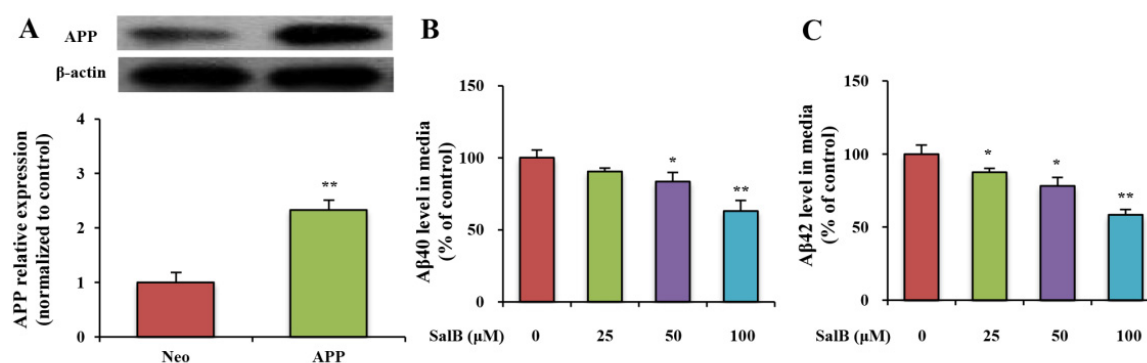 A
APP
β-actin
APP relative expression
(normalized to control)
4
3
2
1
0
**
Neo APP
B
Aβ40 level in media
(% of control)
150
100
50
0
*
**
SalB (μM) 0 25 50 100
C
Aβ42 level in media
(% of control)
150
100
50
0
*
*
**
SalB (μM) 0 25 50 100